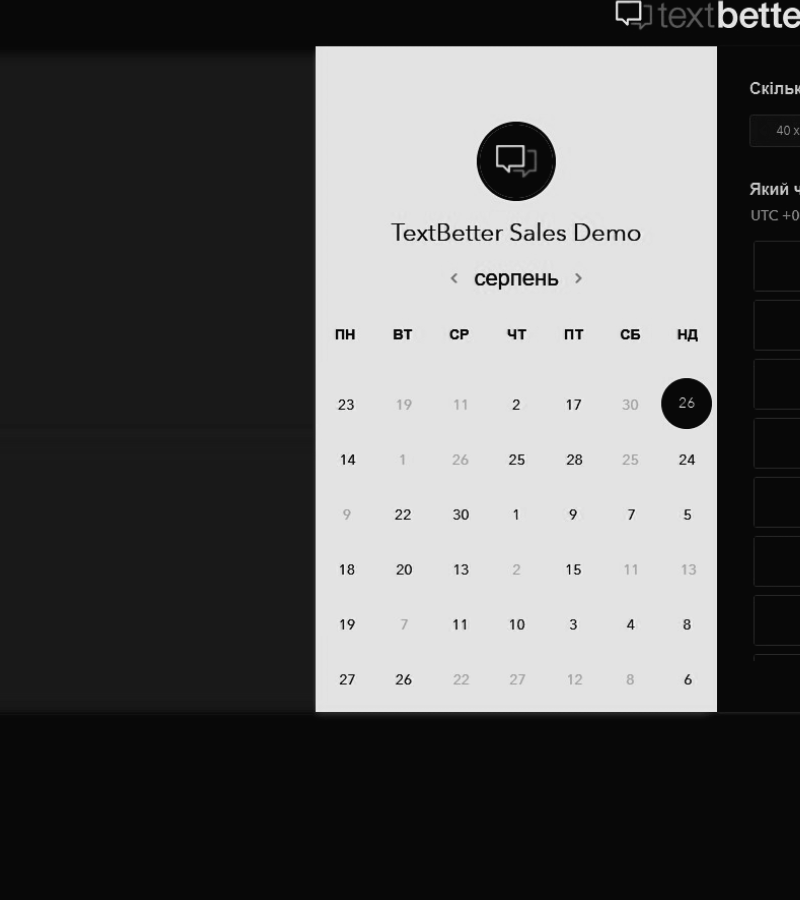 textbette
TextBetter Sales Demo
серпень
ПН ВТ СР ЧТ ПТ СБ НД
23 19 11 2 17 30 26
14 1 26 25 28 25 24
9 22 30 1 9 7 5
18 20 13 2 15 11 13
19 7 11 10 3 4 8
27 26 22 27 12 8 6
Скільк
40 х
Який ч
UTC +0